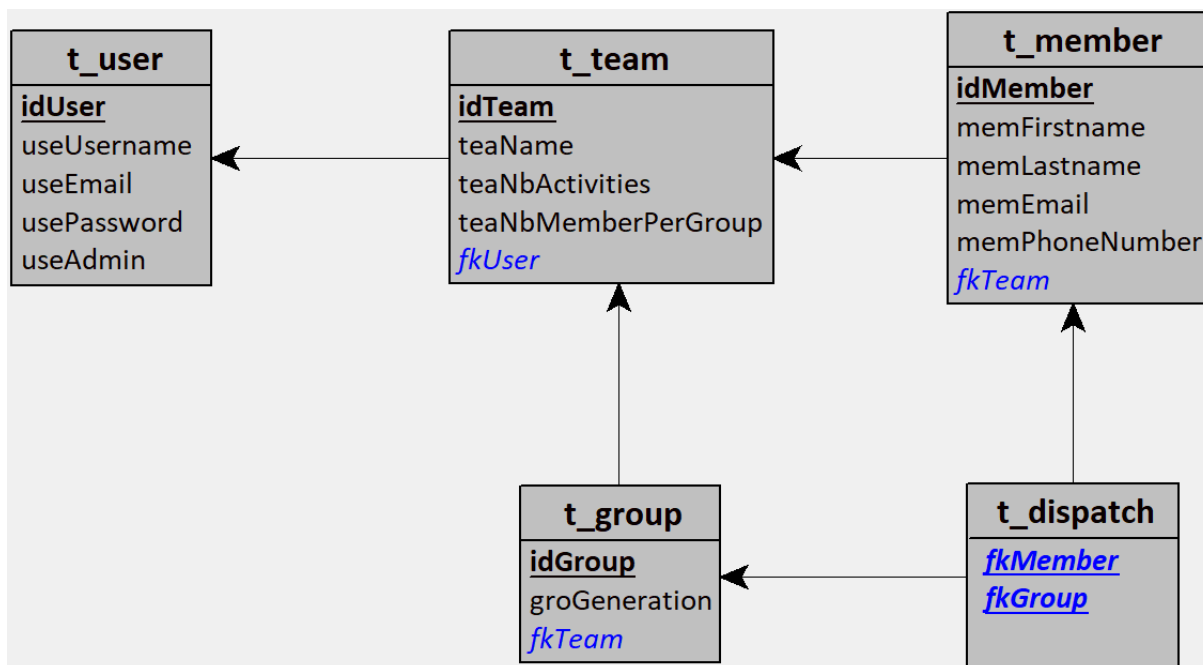 t_user
idUser
useUsername
useEmail
usePassword
useAdmin
t_team
idTeam
teaName
teaNbActivities
teaNbMemberPerGroup
fkUser
t_member
idMember
memFirstname
memLastname
memEmail
memPhoneNumber
fkTeam
t_group
idGroup
groGeneration
fkTeam
t_dispatch
fkMember
fkGroup